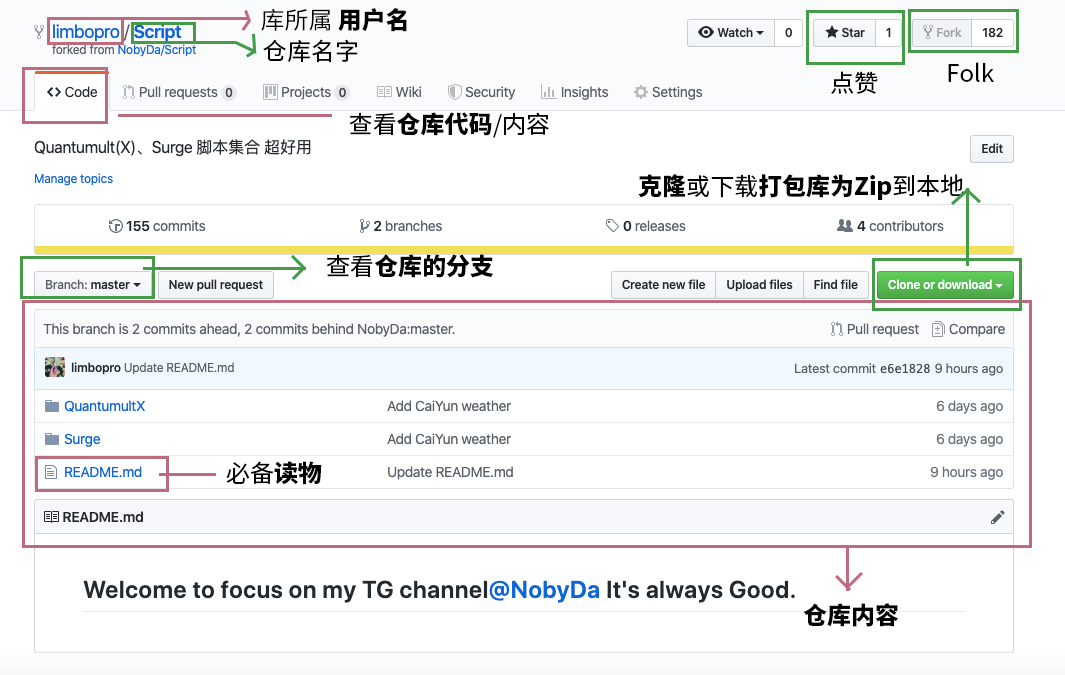 limbopro / Script
库所属 用户名
forked from NobyDa/Script
仓库名字
Watch 0
Star 1
Fork 182
点赞
Folk
Code
Pull requests 0
Projects 0
Wiki
Security
Insights
Settings
查看仓库代码/内容
Quantumult(X)、Surge 脚本集合 超好用
Edit
Manage topics
克隆或下载打包库为Zip到本地
155 commits
2 branches
0 releases
4 contributors
查看仓库的分支
Branch: master
New pull request
Create new file
Upload files
Find file
Clone or download
This branch is 2 commits ahead, 2 commits behind NobyDa:master.
Pull request
Compare
limbopro Update README.md
Latest commit e6e1828 9 hours ago
QuantumultX Add CaiYun weather 6 days ago
Surge Add CaiYun weather 6 days ago
README.md 必备读物 Update README.md 9 hours ago
README.md
Welcome to focus on my TG channel@NobyDa It's always Good.
仓库内容